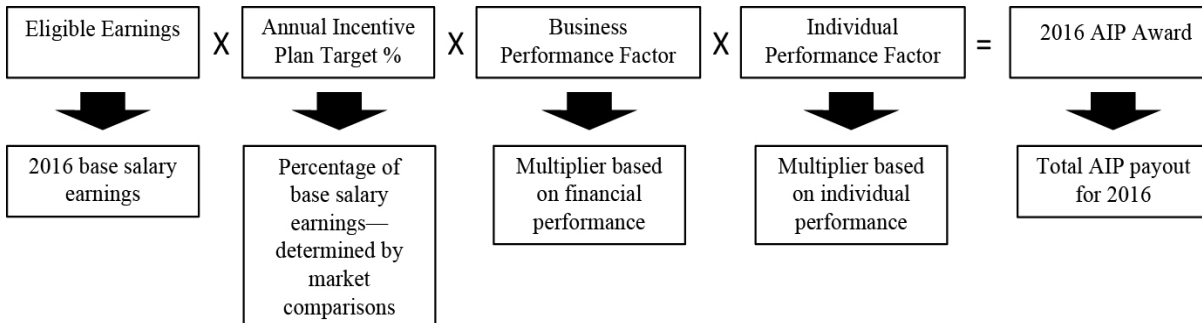 Eligible Earnings
X
Annual Incentive
Plan Target %
X
Business
Performance Factor
X
Individual
Performance Factor
=
2016 AIP Award
2016 base salary
earnings
Percentage of
base salary
earnings—
determined by
market
comparisons
Multiplier based
on financial
performance
Multiplier based
on individual
performance
Total AIP payout
for 2016